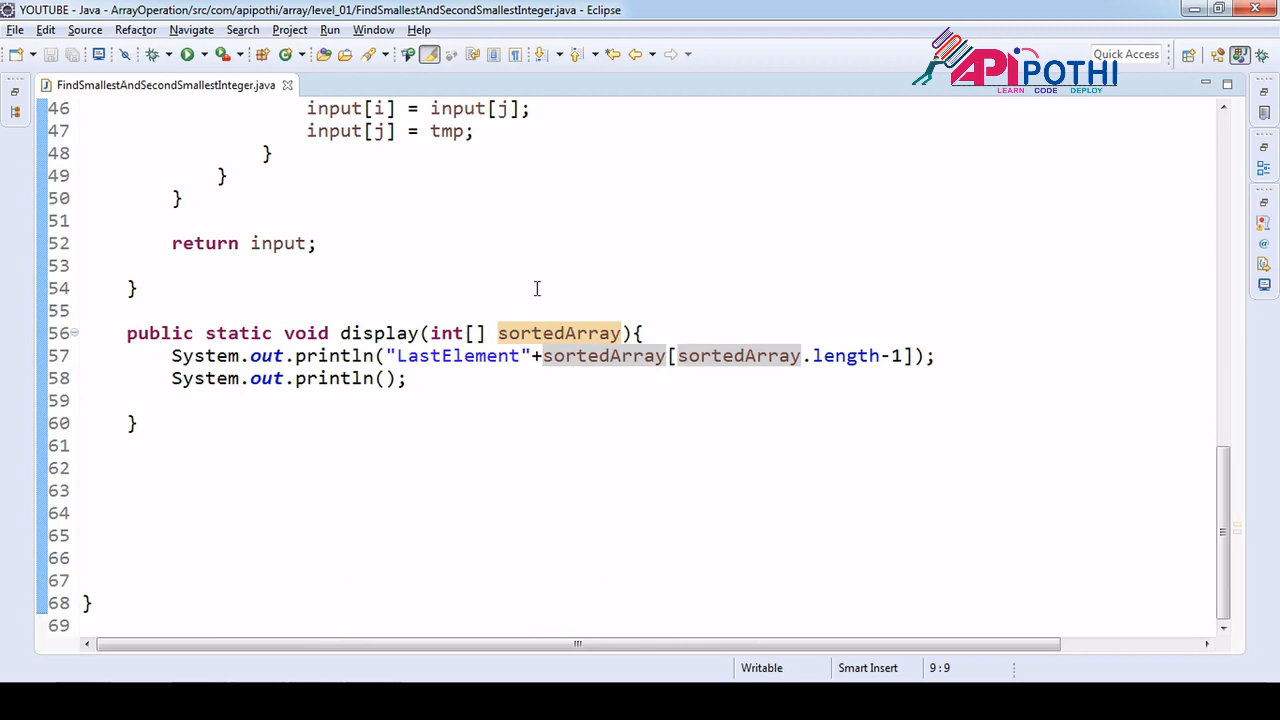 YOUTUBE - Java - ArrayOperation/src/com/apipothi/array/level_01/FindSmallestAndSecondSmallestInteger.java - Eclipse
File Edit Source Refactor Navigate Search Project Run Window Help
Quick Access
APIPOTHI
LEARN CODE DEPLOY
FindSmallestAndSecondSmallestInteger.java
46 input[i] = input[j];
47 input[j] = tmp;
48 }
49 }
50 }
51
52 return input;
53
54 }
55
56 public static void display(int[] sortedArray){
57 System.out.println("LastElement"+sortedArray[sortedArray.length-1]);
58 System.out.println();
59
60 }
61
62
63
64
65
66
67
68 }
69
Writable Smart Insert 9 : 9